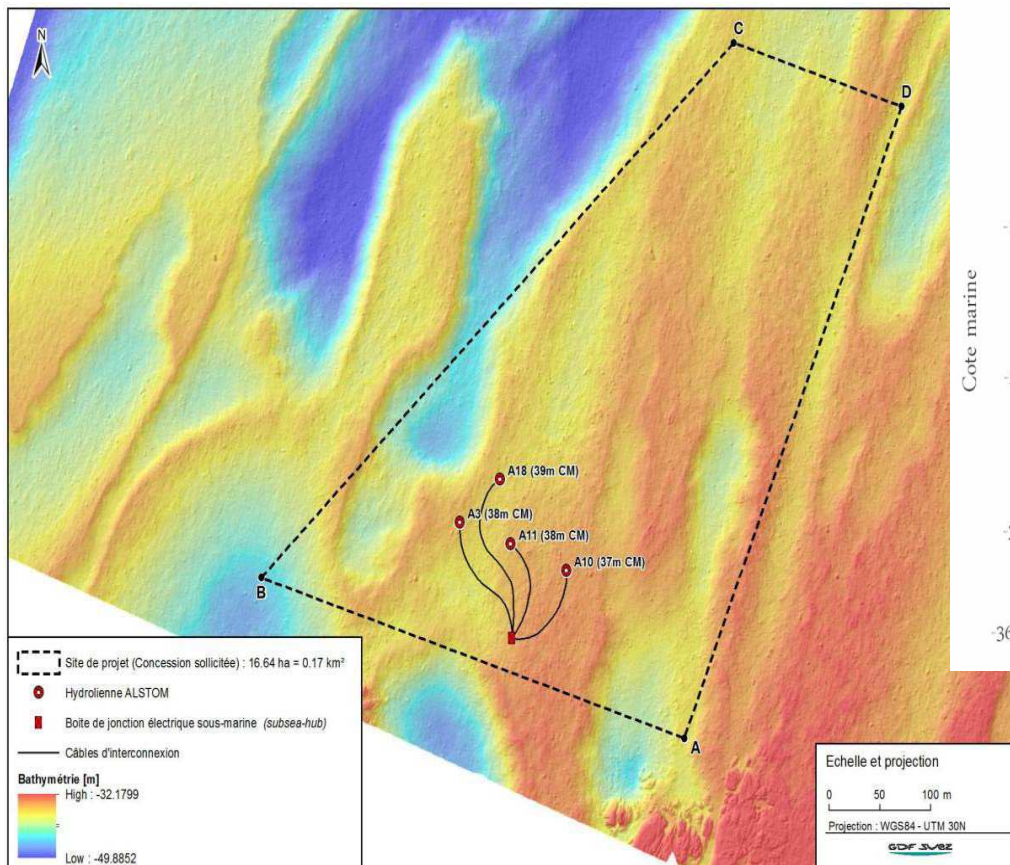 N
C
D
A18 (39m CM)
A3 (38m CM)
A11 (38m CM)
A10 (37m CM)
B
A
Site de projet (Concession sollicitée) : 16.64 ha = 0.17 km²
Hydrolienne ALSTOM
Boite de jonction électrique sous-marine (subsea-hub)
Câbles d'interconnexion
Bathymétrie [m]
High : -32.1799
Low : -49.8852
Echelle et projection
0 50 100 m
Projection : WGS84 - UTM 30N
GDF SUEZ
Cote marine
-36